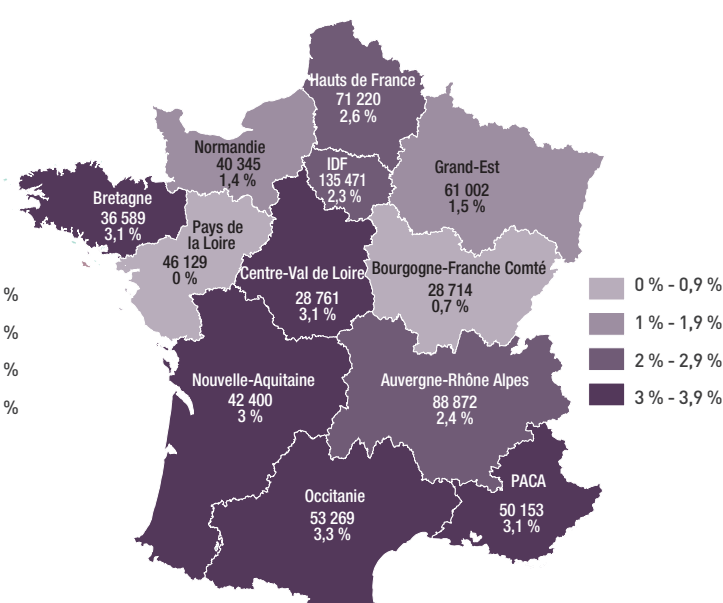 Hauts de France
71 220
2,6 %
Normandie
40 345
1,4 %
IDF
135 471
2,3 %
Grand-Est
61 002
1,5 %
Bretagne
36 589
3,1 %
Pays de
la Loire
46 129
0 %
Centre-Val de Loire
28 761
3,1 %
Bourgogne-Franche Comté
28 714
0,7 %
Nouvelle-Aquitaine
42 400
3 %
Auvergne-Rhône Alpes
88 872
2,4 %
Occitanie
53 269
3,3 %
PACA
50 153
3,1 %
%
%
%
%
0 % - 0,9 %
1 % - 1,9 %
2 % - 2,9 %
3 % - 3,9 %